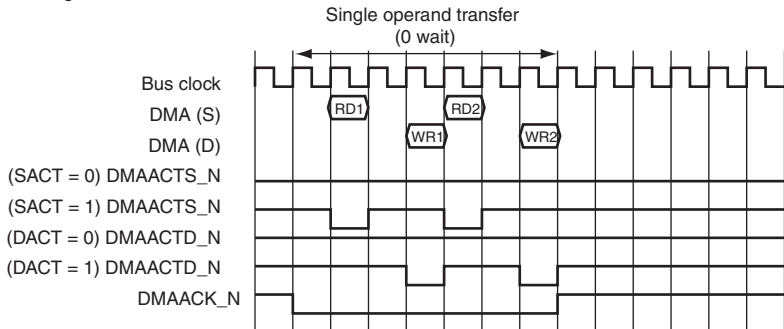 Single operand transfer
(0 wait)
Bus clock
DMA (S)
RD1
RD2
DMA (D)
WR1
WR2
(SACT = 0) DMAACTS_N
(SACT = 1) DMAACTS_N
(DACT = 0) DMAACTD_N
(DACT = 1) DMAACTD_N
DMAACK_N